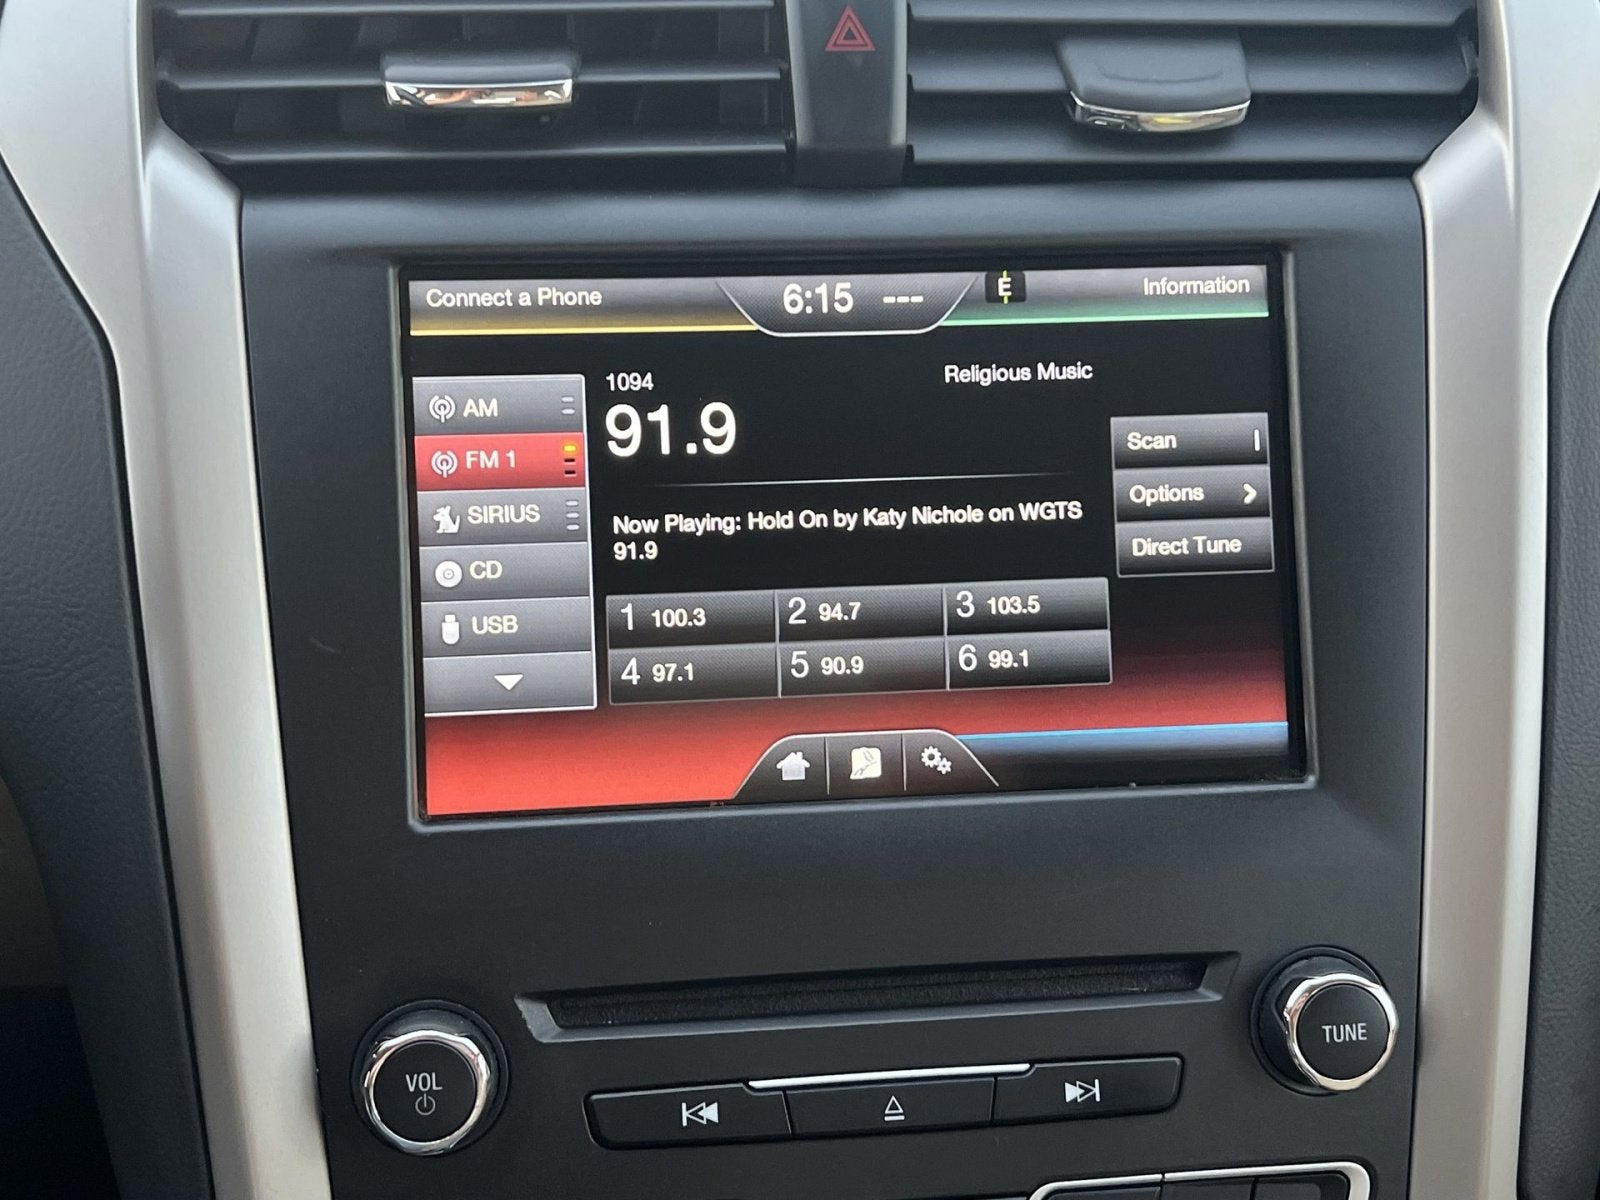 Connect a Phone
6:15 ---
E
Information
AM
FM 1
SIRIUS
CD
USB
1094
Religious Music
91.9
Now Playing: Hold On by Katy Nichole on WGTS
91.9
1 100.3
2 94.7
3 103.5
4 97.1
5 90.9
6 99.1
Scan
Options
Direct Tune
VOL
TUNE